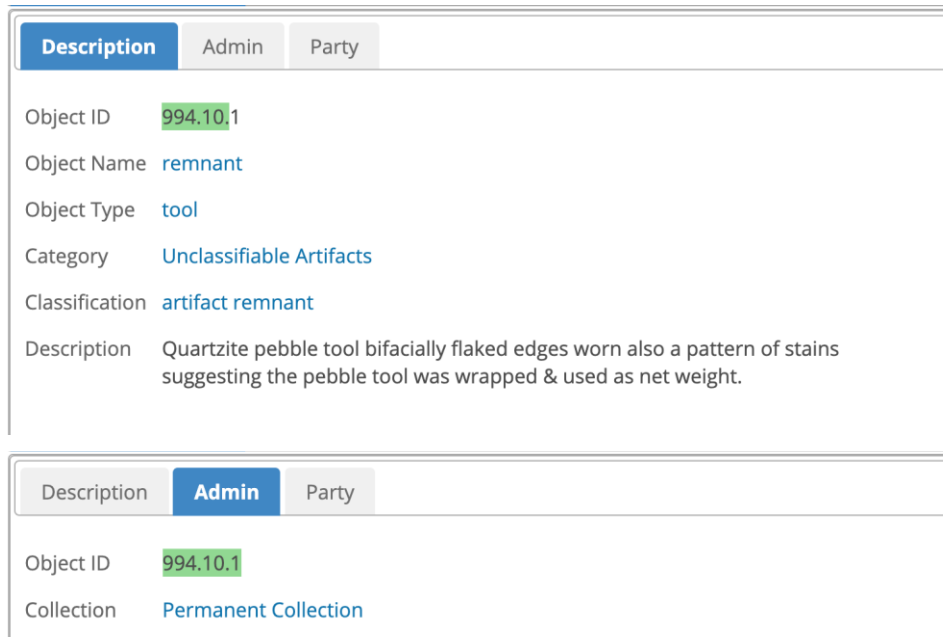 Description Admin Party
Object ID 994.10.1
Object Name remnant
Object Type tool
Category Unclassifiable Artifacts
Classification artifact remnant
Description Quartzite pebble tool bifacially flaked edges worn also a pattern of stains
suggesting the pebble tool was wrapped & used as net weight.
Description Admin Party
Object ID 994.10.1
Collection Permanent Collection